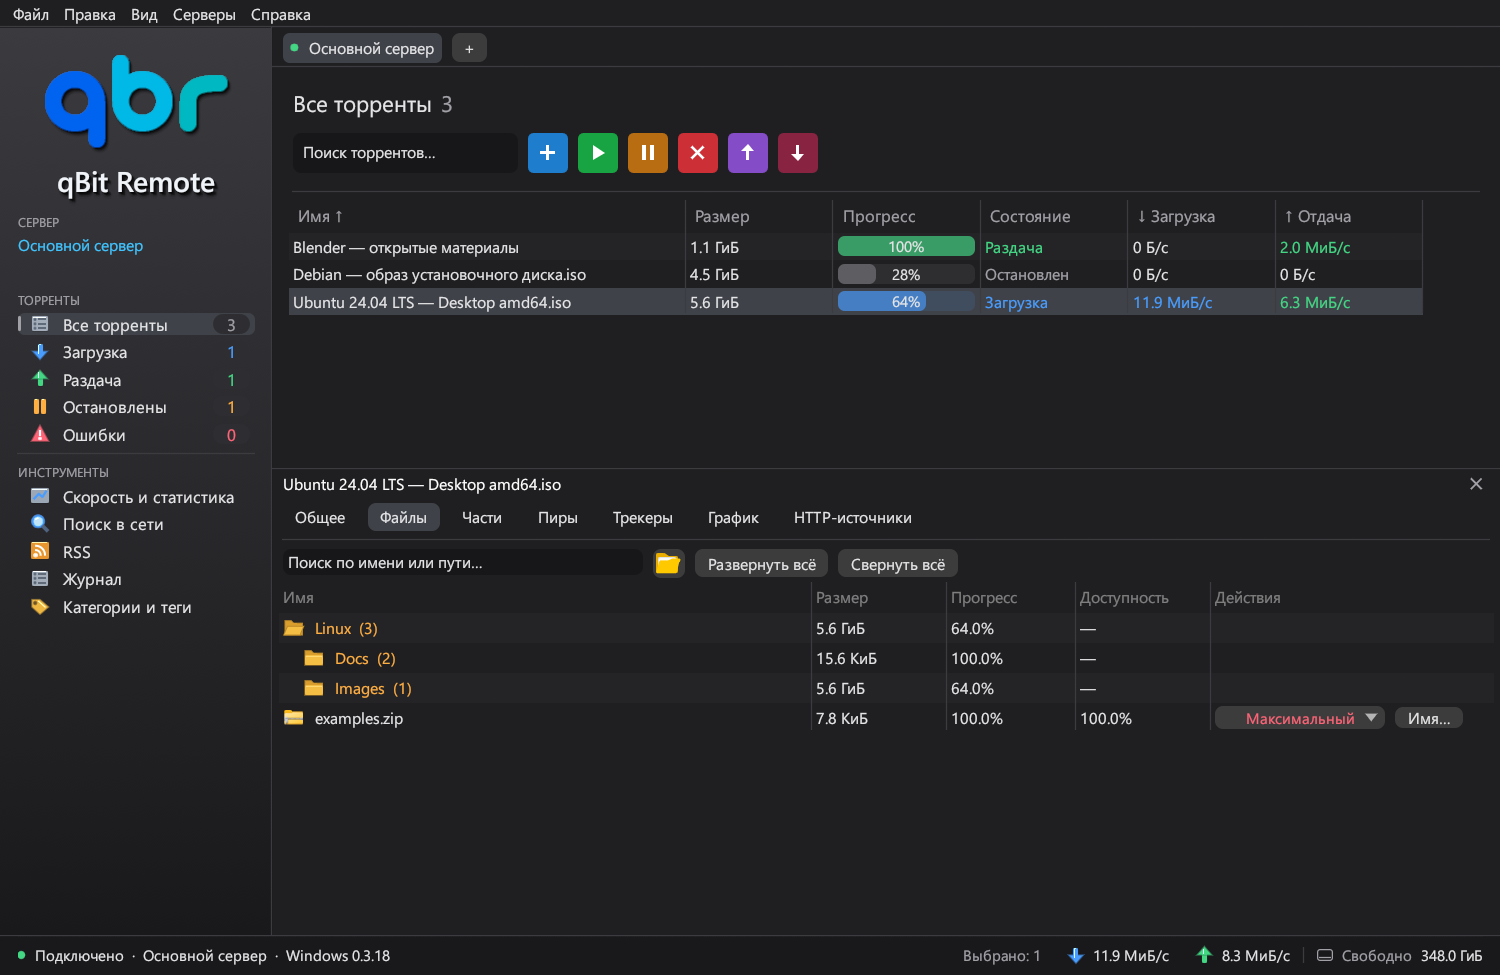 Файл Правка Вид Серверы Справка
qbr
qBit Remote
СЕРВЕР
Основной сервер
ТОРРЕНТЫ
Все торренты 3
Загрузка 1
Раздача 1
Остановлены 1
Ошибки 0
ИНСТРУМЕНТЫ
Скорость и статистика
Поиск в сети
RSS
Журнал
Категории и теги
Основной сервер +
Все торренты 3
Поиск торрентов...
Имя ↑ Размер Прогресс Состояние ↓ Загрузка ↑ Отдача
Blender — открытые материалы 1.1 ГиБ 100% Раздача 0 Б/с 2.0 МиБ/с
Debian — образ установочного диска.iso 4.5 ГиБ 28% Остановлен 0 Б/с 0 Б/с
Ubuntu 24.04 LTS — Desktop amd64.iso 5.6 ГиБ 64% Загрузка 11.9 МиБ/с 6.3 МиБ/с
Ubuntu 24.04 LTS — Desktop amd64.iso
Общее Файлы Части Пиры Трекеры График HTTP-источники
Поиск по имени или пути... Развернуть всё Свернуть всё
Имя Размер Прогресс Доступность Действия
Linux (3) 5.6 ГиБ 64.0% —
Docs (2) 15.6 КиБ 100.0% —
Images (1) 5.6 ГиБ 64.0% —
examples.zip 7.8 КиБ 100.0% 100.0% Максимальный Имя...
Подключено · Основной сервер · Windows 0.3.18 Выбрано: 1 11.9 МиБ/с 8.3 МиБ/с Свободно 348.0 ГиБ